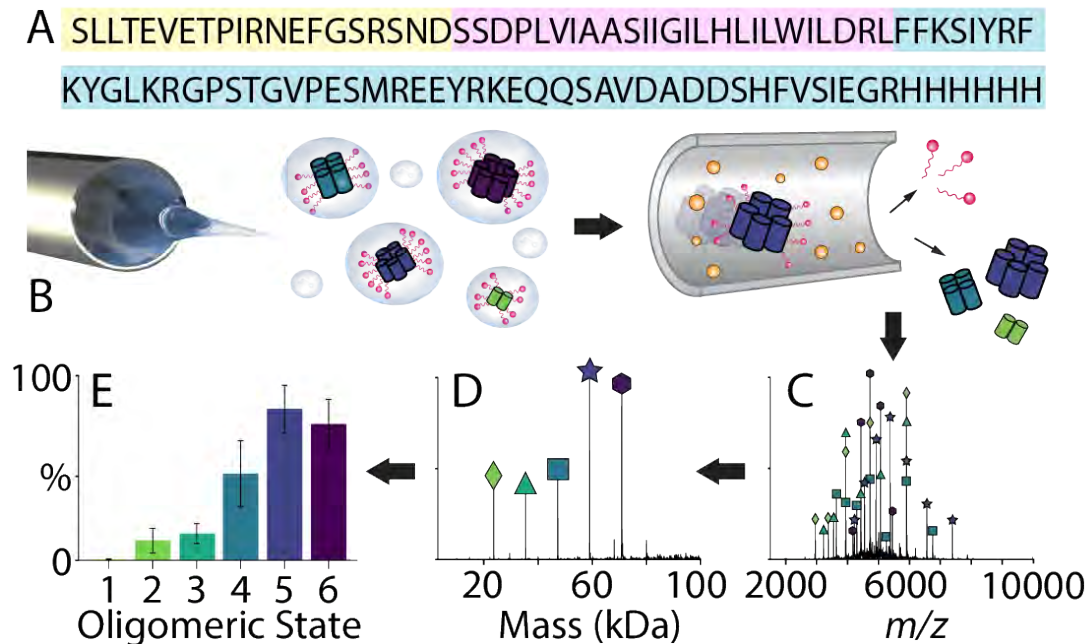 A
SLLTEVETPIRNEFGSRSNDSSDPLVIAASIIGILHLILWILDRLFFKSIYRF
KYGLKRGPSTGVPESMREEYRKEQQSAVDADDSHFVSIEGRHHHHHH
B
100
E
%
0
1 2 3 4 5 6
Oligomeric State
D
20 60 100
Mass (kDa)
C
2000 6000 10000
m/z